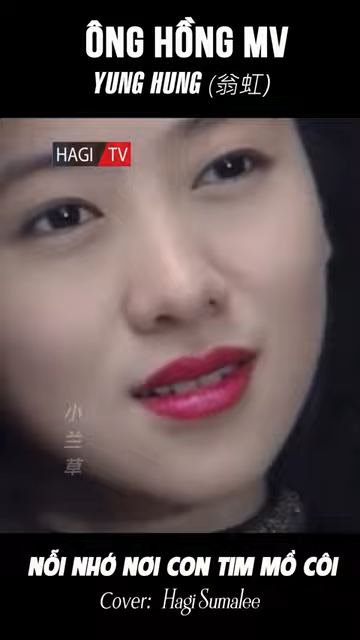 ÔNG HỒNG MV
YUNG HUNG (翁虹)
HAGI TV
小
兰
草
NỖI NHỚ NƠI CON TIM MỒ CÔI
Cover: Hagi Sumalee